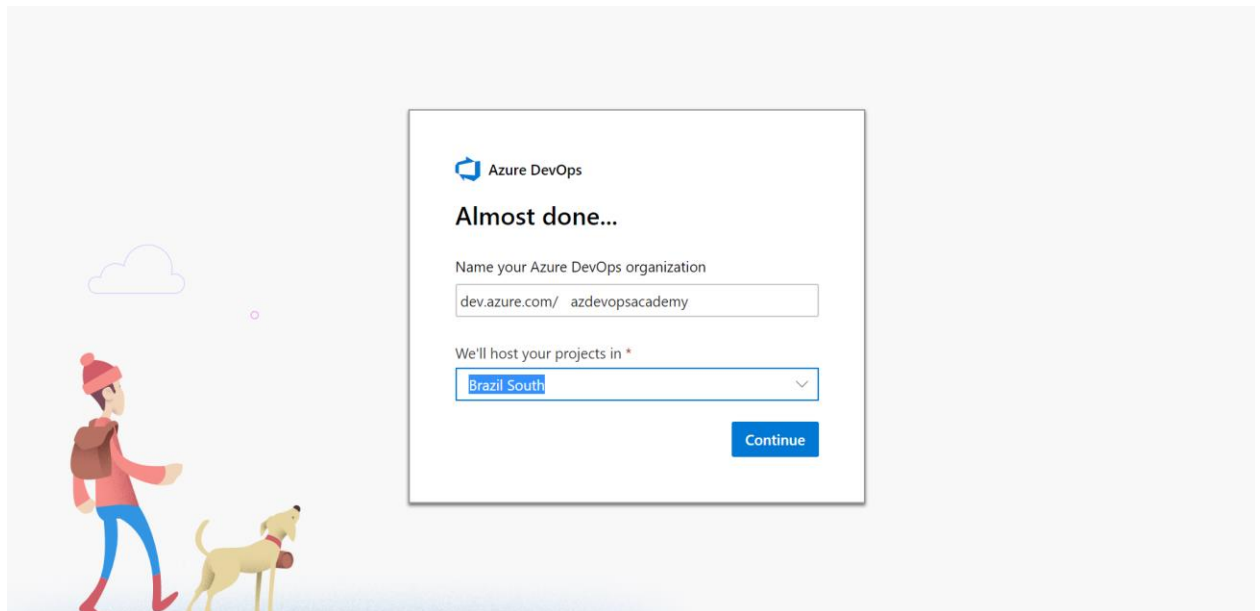 Azure DevOps
Almost done...
Name your Azure DevOps organization
dev.azure.com/ azdevopsacademy
We'll host your projects in *
Brazil South
Continue